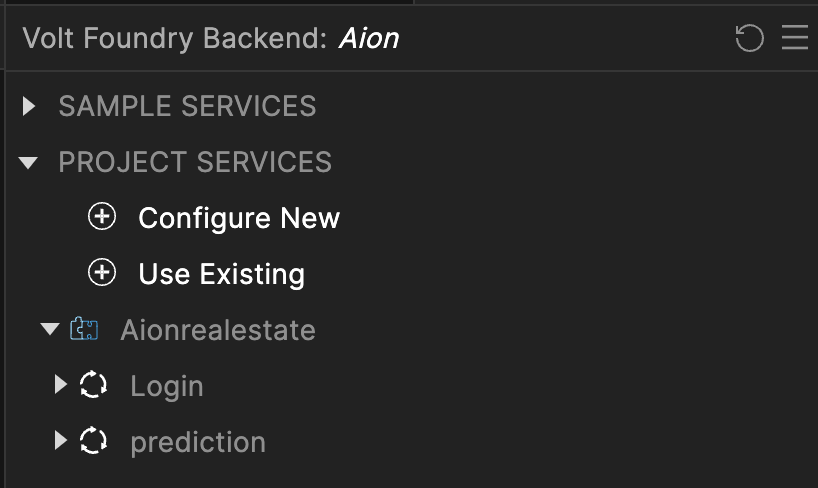 Volt Foundry Backend: Aion
SAMPLE SERVICES
PROJECT SERVICES
Configure New
Use Existing
Aionrealestate
Login
prediction